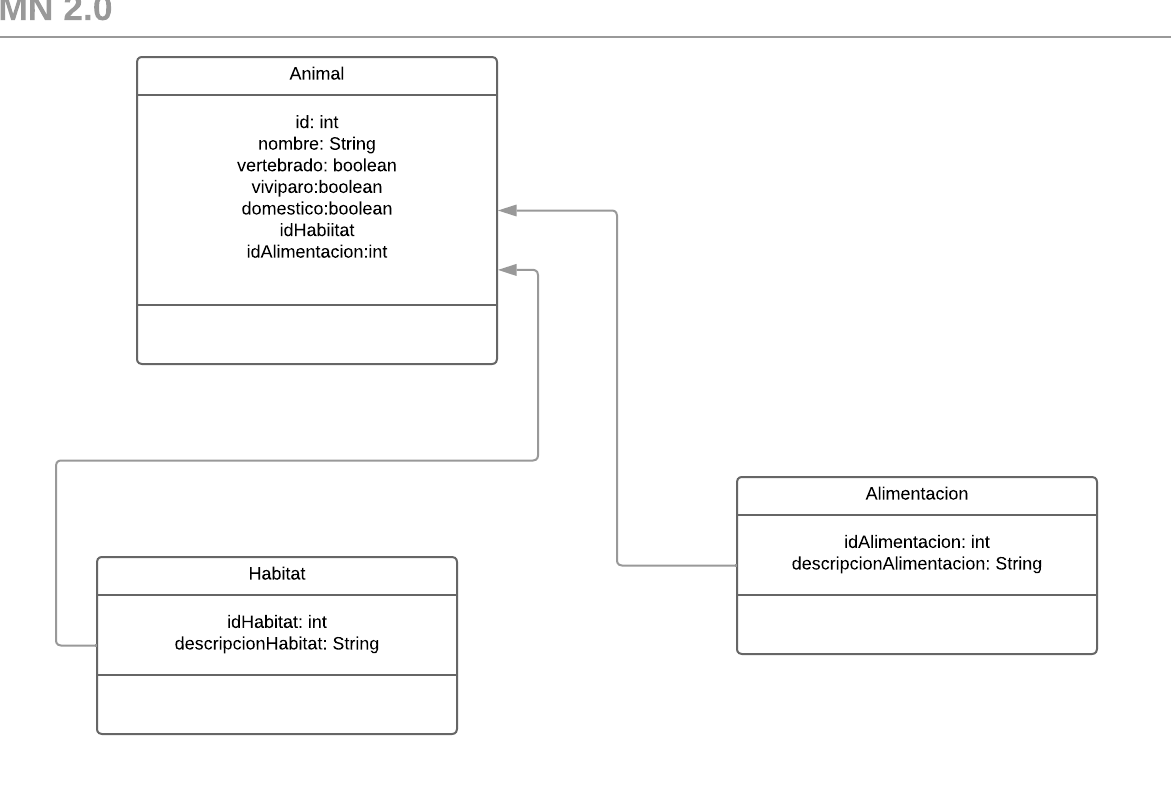 MN 2.0
Animal
id: int
nombre: String
vertebrado: boolean
viviparo:boolean
domestico:boolean
idHabiitat
idAlimentacion:int
Alimentacion
idAlimentacion: int
descripcionAlimentacion: String
Habitat
idHabitat: int
descripcionHabitat: String